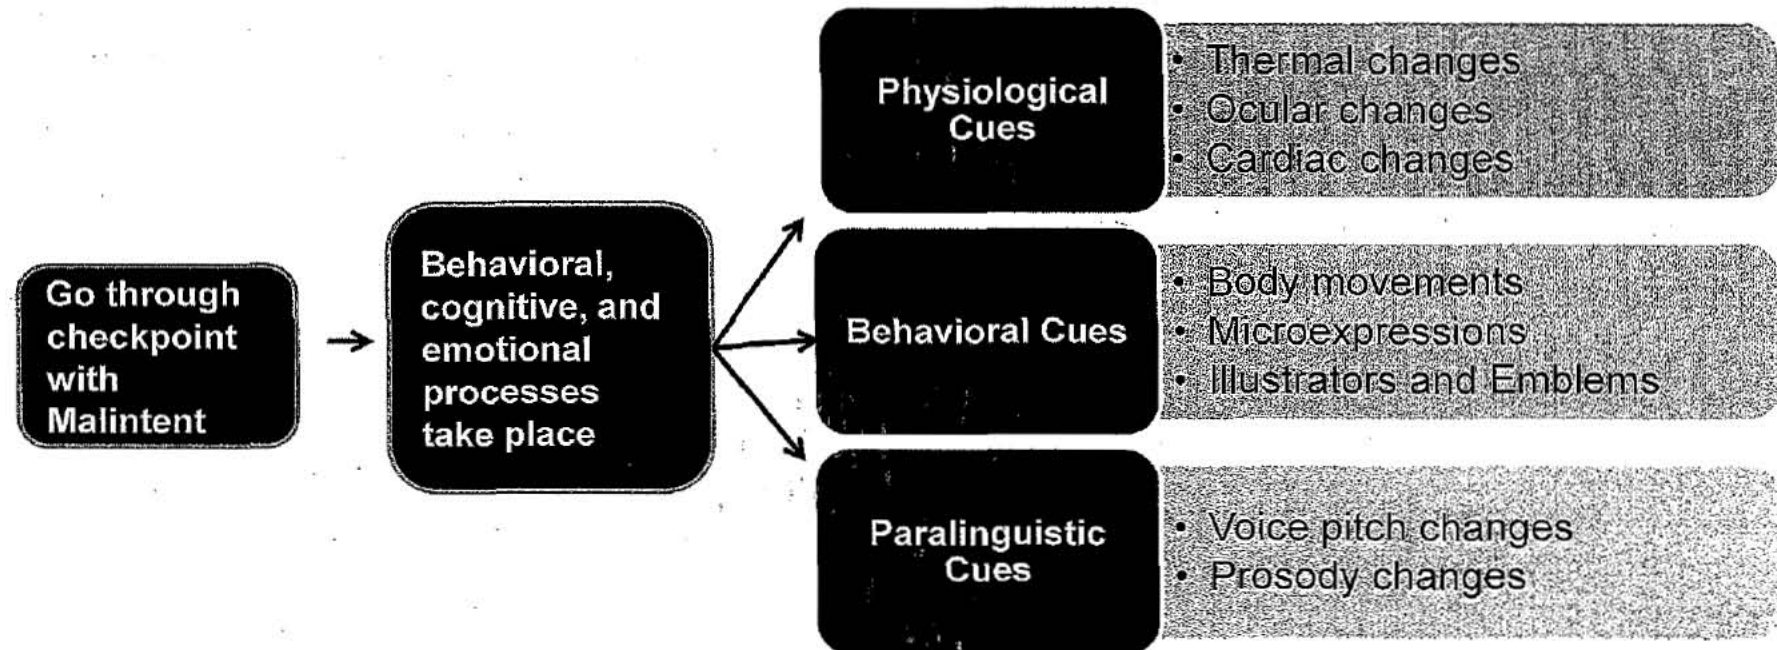 Go through
checkpoint
with
Malintent
Behavioral,
cognitive, and
emotional
processes
take place
Physiological
Cues
• Thermal changes
• Ocular changes
• Cardiac changes
Behavioral Cues
• Body movements
• Microexpressions
• Illustrators and Emblems
Paralinguistic
Cues
• Voice pitch changes
• Prosody changes